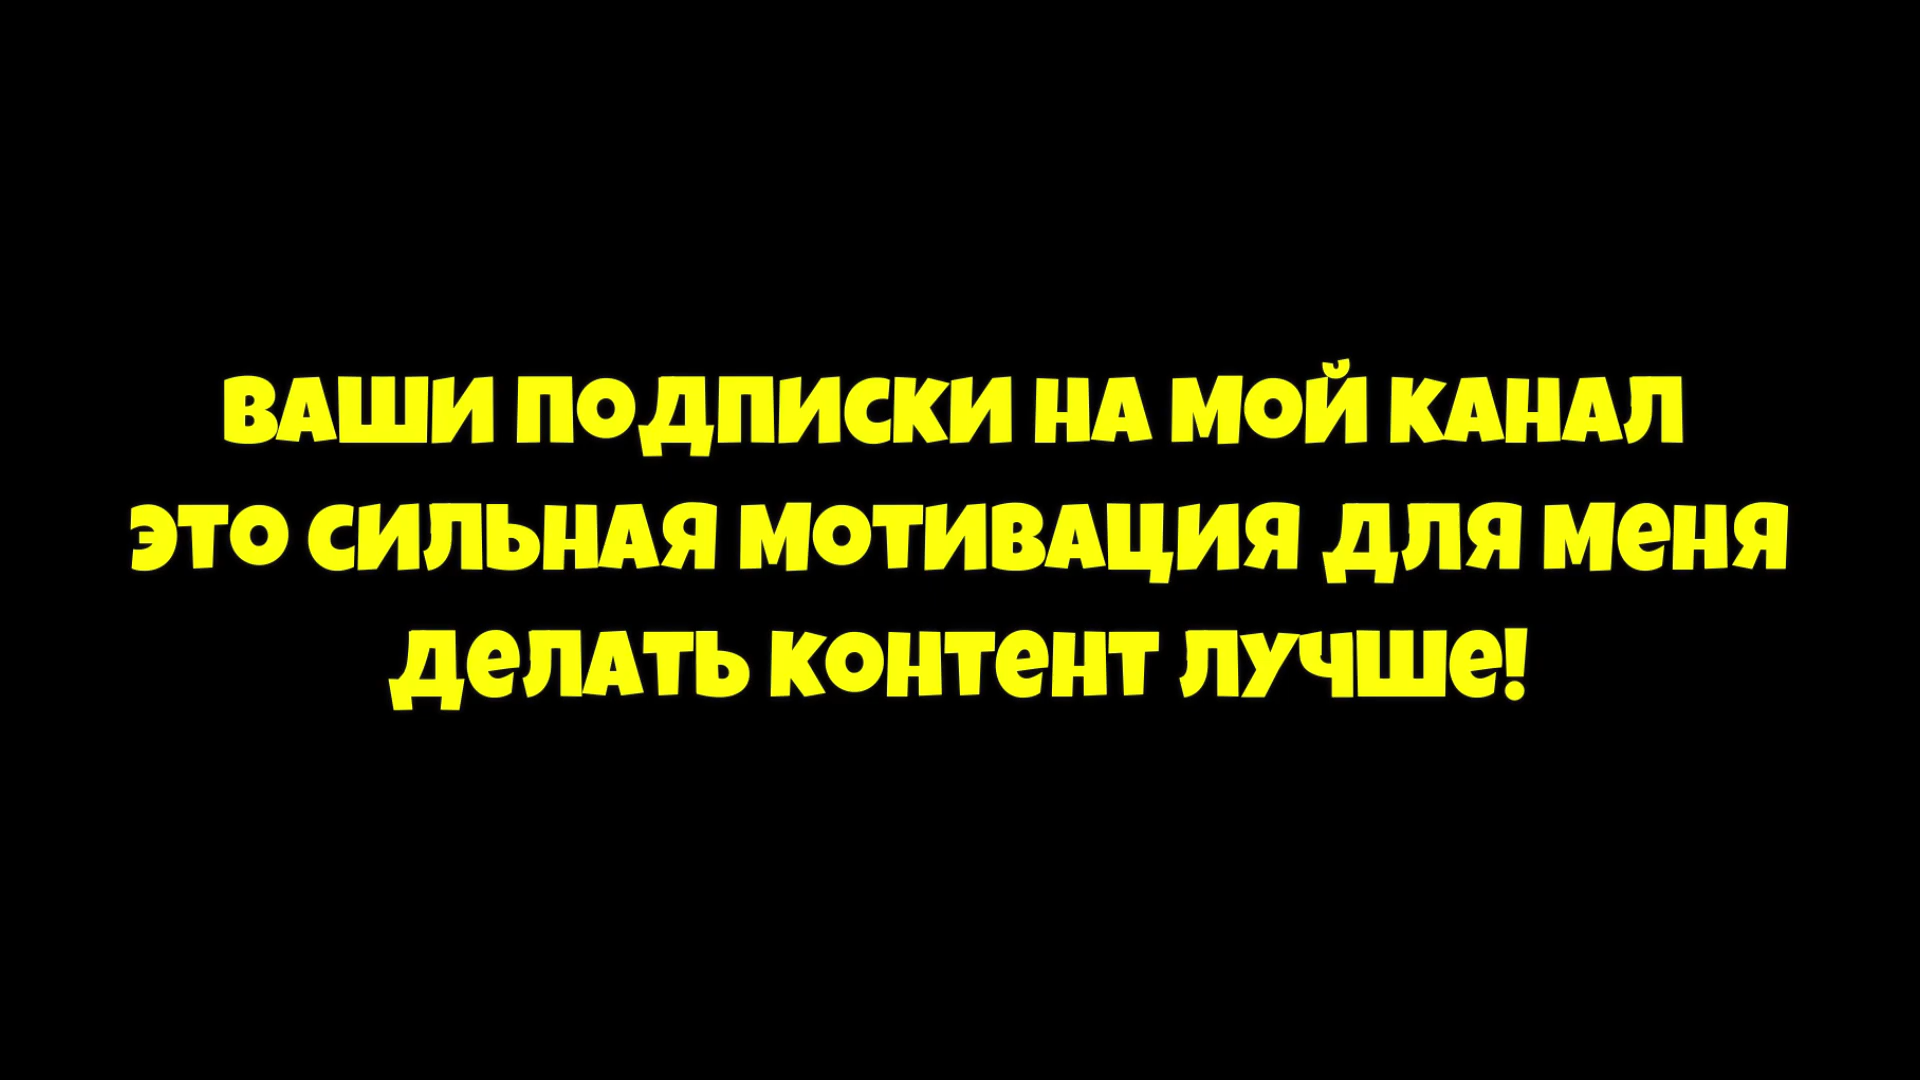 ВАШИ ПОДПИСКИ НА МОЙ КАНАЛ
ЭТО СИЛЬНАЯ МОТИВАЦИЯ ДЛЯ МЕНЯ
ДЕЛАТЬ КОНТЕНТ ЛУЧШЕ!